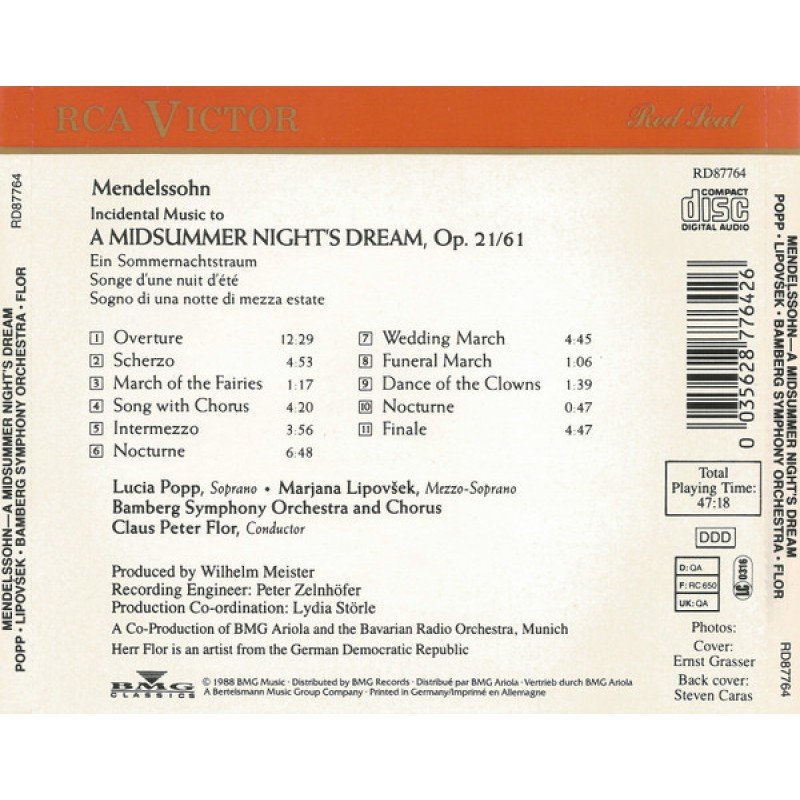 RCA VICTOR
Red Seal
RD87764
MENDELSSOHN—A MIDSUMMER NIGHT'S DREAM
POPP • LIPOVŠEK • BAMBERG SYMPHONY ORCHESTRA • FLOR
Mendelssohn
Incidental Music to
A MIDSUMMER NIGHT'S DREAM, Op. 21/61
Ein Sommernachtstraum
Songe d'une nuit d'été
Sogno di una notte di mezza estate
1 Overture 12:29
2 Scherzo 4:53
3 March of the Fairies 1:17
4 Song with Chorus 4:20
5 Intermezzo 3:56
6 Nocturne 6:48
7 Wedding March 4:45
8 Funeral March 1:06
9 Dance of the Clowns 1:39
10 Nocturne 0:47
11 Finale 4:47
Lucia Popp, Soprano • Marjana Lipovšek, Mezzo-Soprano
Bamberg Symphony Orchestra and Chorus
Claus Peter Flor, Conductor
Produced by Wilhelm Meister
Recording Engineer: Peter Zelnhöfer
Production Co-ordination: Lydia Störle
A Co-Production of BMG Ariola and the Bavarian Radio Orchestra, Munich
Herr Flor is an artist from the German Democratic Republic
BMG
CLASSICS
© 1988 BMG Music • Distributed by BMG Records • Distribué par BMG Ariola • Vertrieb durch BMG Ariola
A Bertelsmann Music Group Company • Printed in Germany/Imprimé en Allemagne
RD87764
COMPACT
disc
DIGITAL AUDIO
0 035628 776426
Total
Playing Time:
47:18
DDD
D: QA
F: RC 650
UK: QA
0316
Photos:
Cover:
Ernst Grasser
Back cover:
Steven Caras
MENDELSSOHN—A MIDSUMMER NIGHT'S DREAM
POPP • LIPOVŠEK • BAMBERG SYMPHONY ORCHESTRA • FLOR
RD87764